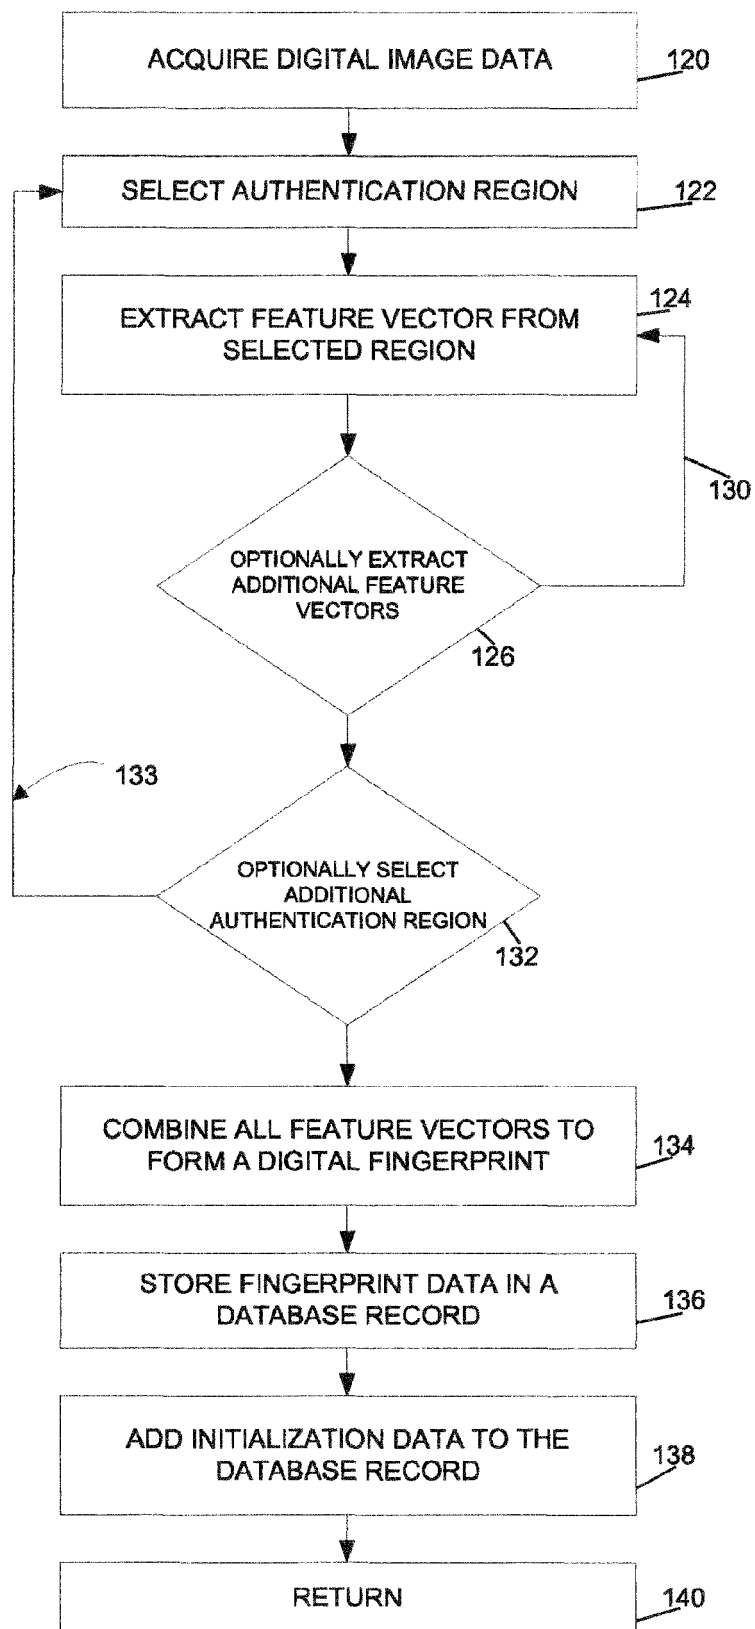 ACQUIRE DIGITAL IMAGE DATA
120
SELECT AUTHENTICATION REGION
122
124
EXTRACT FEATURE VECTOR FROM
SELECTED REGION
130
OPTIONALLY EXTRACT
ADDITIONAL FEATURE
VECTORS
126
133
OPTIONALLY SELECT
ADDITIONAL
AUTHENTICATION REGION
132
COMBINE ALL FEATURE VECTORS TO
FORM A DIGITAL FINGERPRINT
134
STORE FINGERPRINT DATA IN A
DATABASE RECORD
136
ADD INITIALIZATION DATA TO THE
DATABASE RECORD
138
RETURN
140